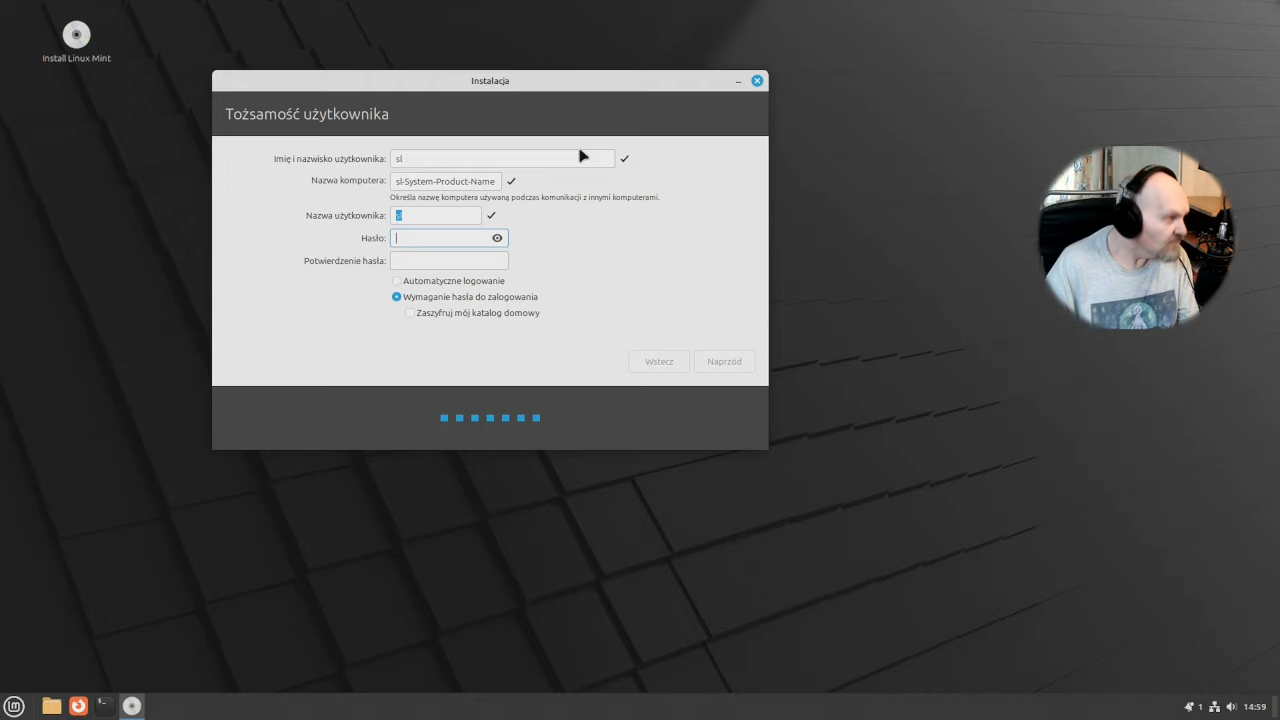 Install Linux Mint
Instalacja
Tożsamość użytkownika
Imię i nazwisko użytkownika: sl
Nazwa komputera: sl-System-Product-Name
Określa nazwę komputera używaną podczas komunikacji z innymi komputerami.
Nazwa użytkownika: sl
Hasło:
Potwierdzenie hasła:
Automatyczne logowanie
Wymaganie hasła do zalogowania
Zaszyfruj mój katalog domowy
Wstecz Naprzód
1 14:59